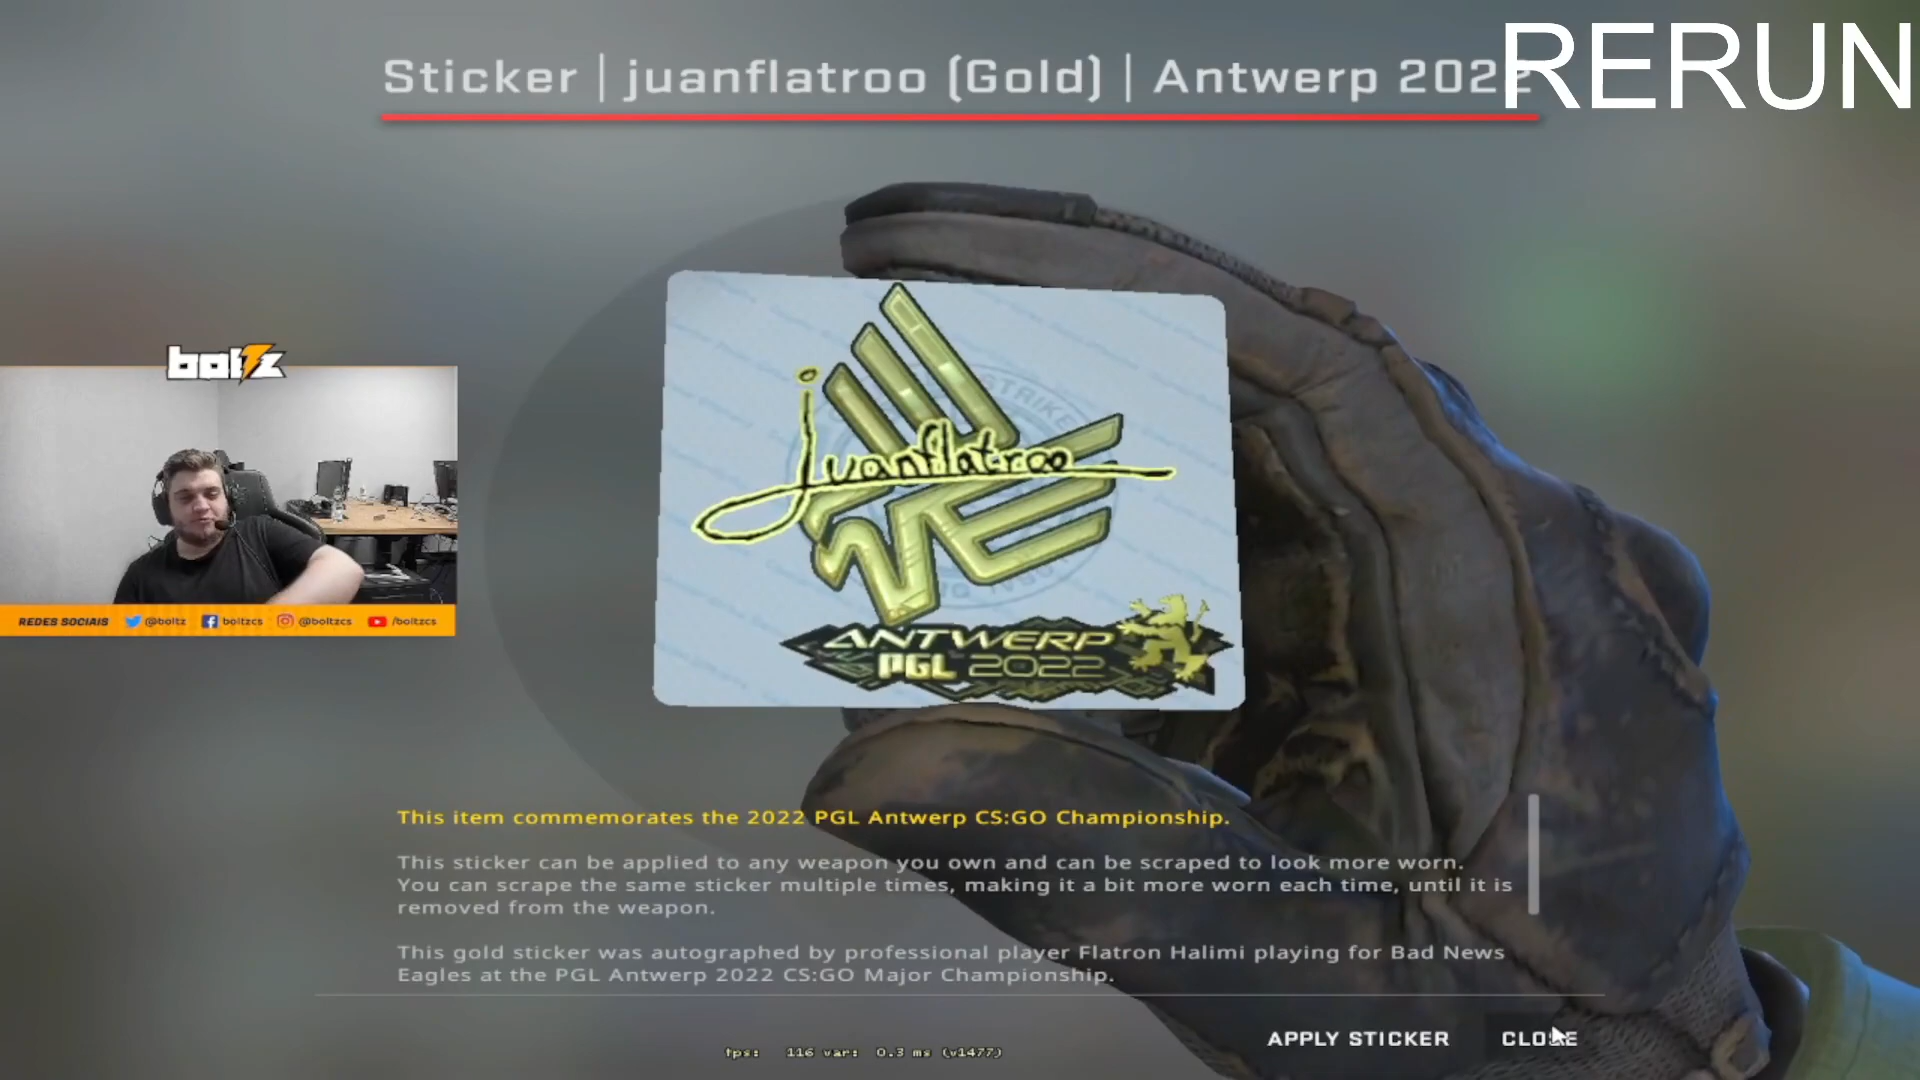 Sticker | juanflatroo (Gold) | Antwerp 2022
RERUN
boltz
REDES SOCIAIS @boltz boltzcs @boltzcs /boltzcs
STRIKE
juanflatroo
ANTWERP
PGL 2022
This item commemorates the 2022 PGL Antwerp CS:GO Championship.
This sticker can be applied to any weapon you own and can be scraped to look more worn.
You can scrape the same sticker multiple times, making it a bit more worn each time, until it is
removed from the weapon.
This gold sticker was autographed by professional player Flatron Halimi playing for Bad News
Eagles at the PGL Antwerp 2022 CS:GO Major Championship.
APPLY STICKER CLOSE
fps: 116 var: 0.3 ms (v1477)